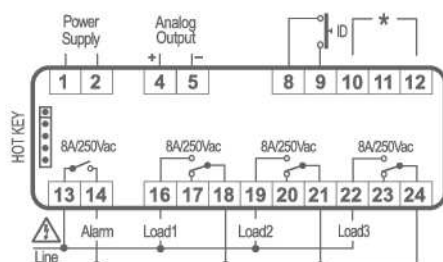 Power Supply
Analog Output
+ −
ID
*
1 2 4 5 8 9 10 11 12
HOT KEY
8A/250Vac 8A/250Vac 8A/250Vac 8A/250Vac
13 14 16 17 18 19 20 21 22 23 24
Alarm Load1 Load2 Load3
Line